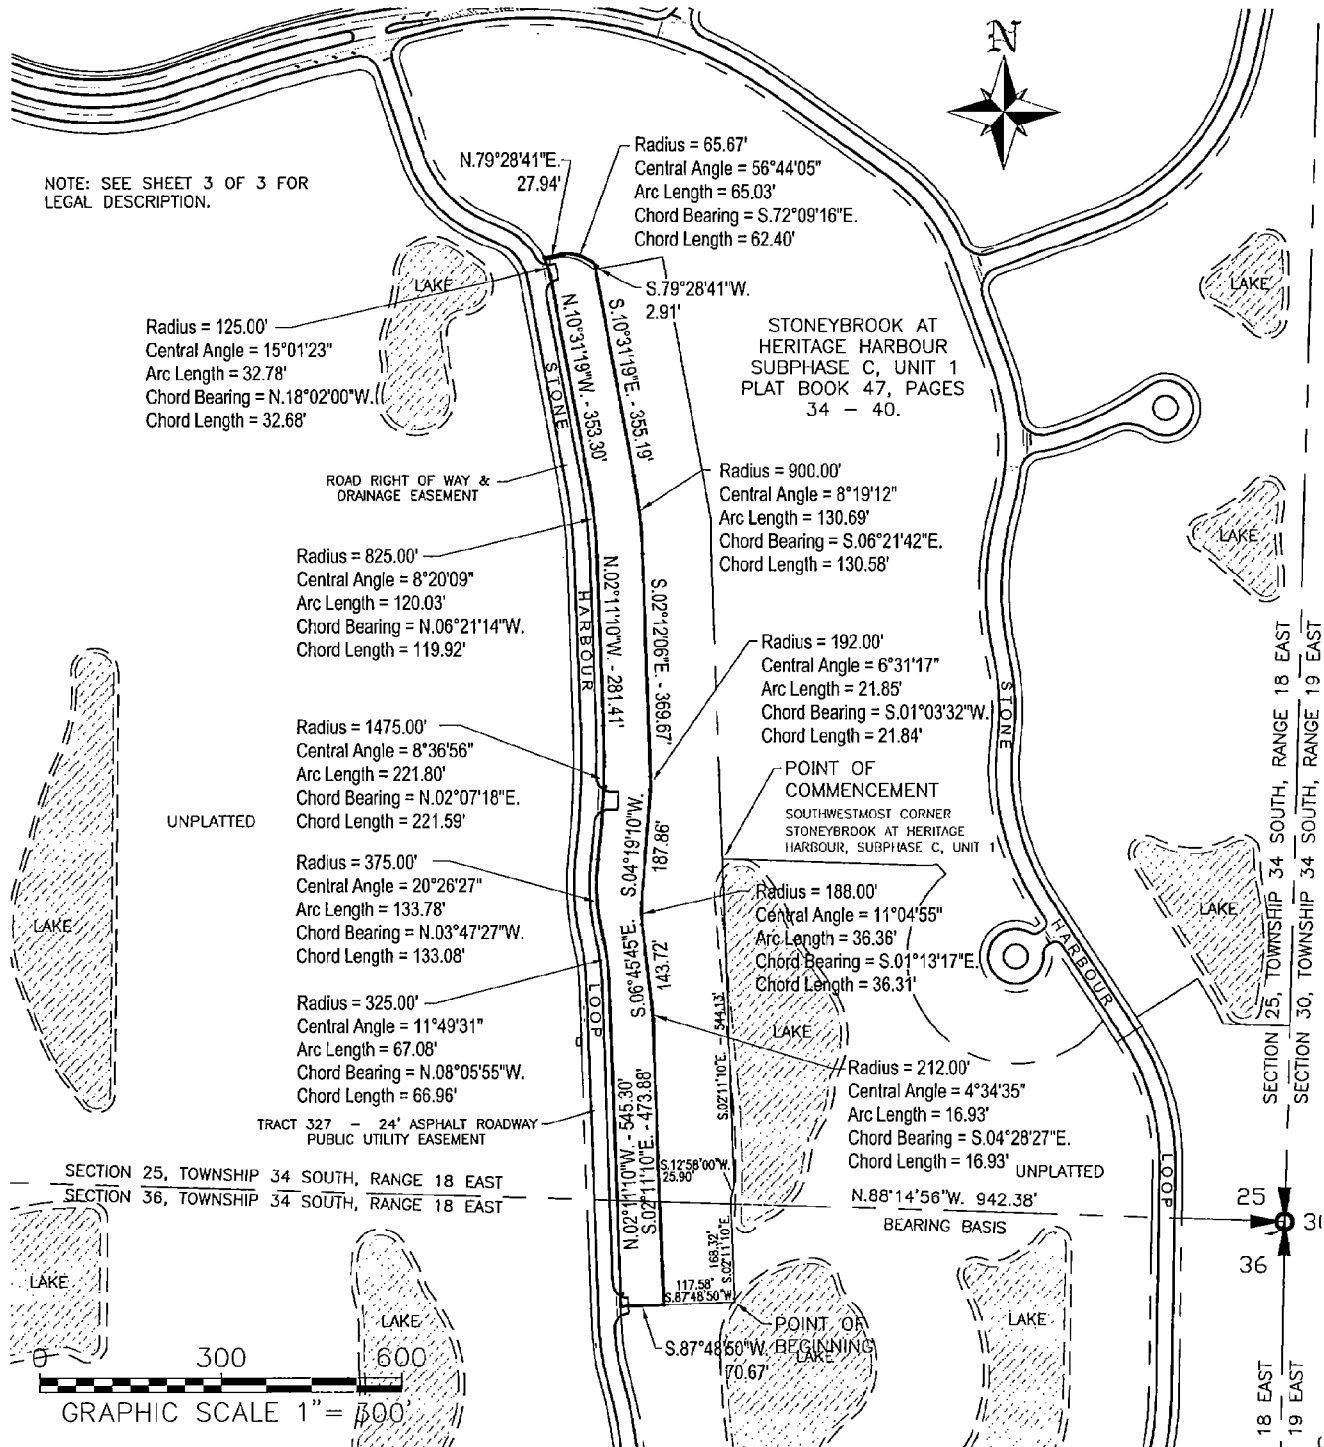 N
NOTE: SEE SHEET 3 OF 3 FOR
LEGAL DESCRIPTION.
N.79°28'41"E.
27.94'
Radius = 65.67'
Central Angle = 56°44'05"
Arc Length = 65.03'
Chord Bearing = S.72°09'16"E.
Chord Length = 62.40'
S.79°28'41"W.
2.91'
LAKE
LAKE
Radius = 125.00'
Central Angle = 15°01'23"
Arc Length = 32.78'
Chord Bearing = N.18°02'00"W.
Chord Length = 32.68'
N.10°31'19"W. - 353.30'
S.10°31'19"E. - 355.19'
STONEYBROOK AT
HERITAGE HARBOUR
SUBPHASE C, UNIT 1
PLAT BOOK 47, PAGES
34 - 40.
STONE
ROAD RIGHT OF WAY &
DRAINAGE EASEMENT
Radius = 900.00'
Central Angle = 8°19'12"
Arc Length = 130.69'
Chord Bearing = S.06°21'42"E.
Chord Length = 130.58'
LAKE
Radius = 825.00'
Central Angle = 8°20'09"
Arc Length = 120.03'
Chord Bearing = N.06°21'14"W.
Chord Length = 119.92'
HARBOUR
N.02°11'10"W. - 281.41'
S.02°12'06"E. - 369.67'
Radius = 192.00'
Central Angle = 6°31'17"
Arc Length = 21.85'
Chord Bearing = S.01°03'32"W.
Chord Length = 21.84'
STONE
SECTION 25, TOWNSHIP 34 SOUTH, RANGE 18 EAST
SECTION 30, TOWNSHIP 34 SOUTH, RANGE 19 EAST
Radius = 1475.00'
Central Angle = 8°36'56"
Arc Length = 221.80'
Chord Bearing = N.02°07'18"E.
Chord Length = 221.59'
POINT OF
COMMENCEMENT
SOUTHWESTMOST CORNER
STONEYBROOK AT HERITAGE
HARBOUR, SUBPHASE C, UNIT 1
UNPLATTED
S.04°19'10"W.
187.86'
Radius = 375.00'
Central Angle = 20°26'27"
Arc Length = 133.78'
Chord Bearing = N.03°47'27"W.
Chord Length = 133.08'
Radius = 188.00'
Central Angle = 11°04'55"
Arc Length = 36.36'
Chord Bearing = S.01°13'17"E.
Chord Length = 36.31'
LAKE
LAKE
HARBOUR
S.06°45'45"E.
143.72'
Radius = 325.00'
Central Angle = 11°49'31"
Arc Length = 67.08'
Chord Bearing = N.08°05'55"W.
Chord Length = 66.96'
LOOP
S.02°11'10"E. - 544.13'
LAKE
Radius = 212.00'
Central Angle = 4°34'35"
Arc Length = 16.93'
Chord Bearing = S.04°28'27"E.
Chord Length = 16.93'
TRACT 327 - 24' ASPHALT ROADWAY
PUBLIC UTILITY EASEMENT
N.02°11'10"W. - 545.30'
S.02°11'10"E. - 473.88'
S.12°58'00"W.
25.90'
UNPLATTED
LOOP
SECTION 25, TOWNSHIP 34 SOUTH, RANGE 18 EAST
SECTION 36, TOWNSHIP 34 SOUTH, RANGE 18 EAST
N.88°14'56"W. 942.38'
BEARING BASIS
25
30
36
168.32'
S.02°11'10"E.
117.58'
S.87°48'50"W.
LAKE
LAKE
POINT OF
BEGINNING
LAKE
LAKE
S.87°48'50"W.
70.67'
0 300 600
GRAPHIC SCALE 1"= 300'
18 EAST
19 EAST